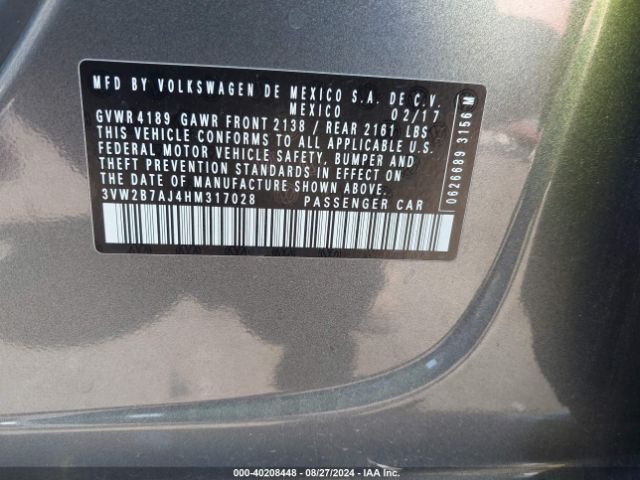 MFD BY VOLKSWAGEN DE MEXICO S.A. DE C.V.
MEXICO 02/17
GVWR4189 GAWR FRONT 2138 / REAR 2161 LBS
THIS VEHICLE CONFORMS TO ALL APPLICABLE U.S.
FEDERAL MOTOR VEHICLE SAFETY, BUMPER AND
THEFT PREVENTION STANDARDS IN EFFECT ON
THE DATE OF MANUFACTURE SHOWN ABOVE.
3VW2B7AJ4HM317028 PASSENGER CAR
0626689 3156 M
000-40208448 - 08/27/2024 - IAA Inc.